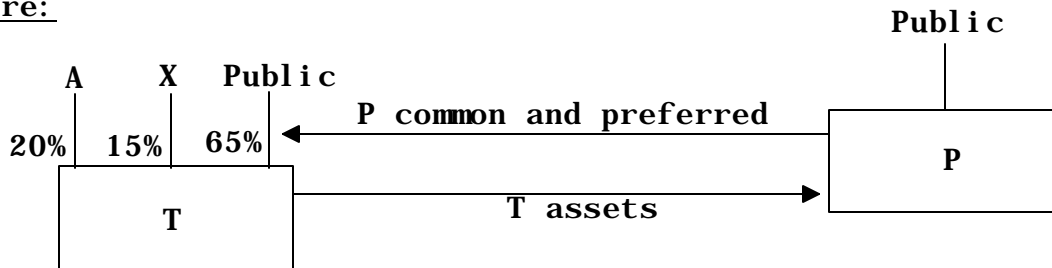 re:
Public
A X Public
P common and preferred
20% 15% 65%
P
T assets
T